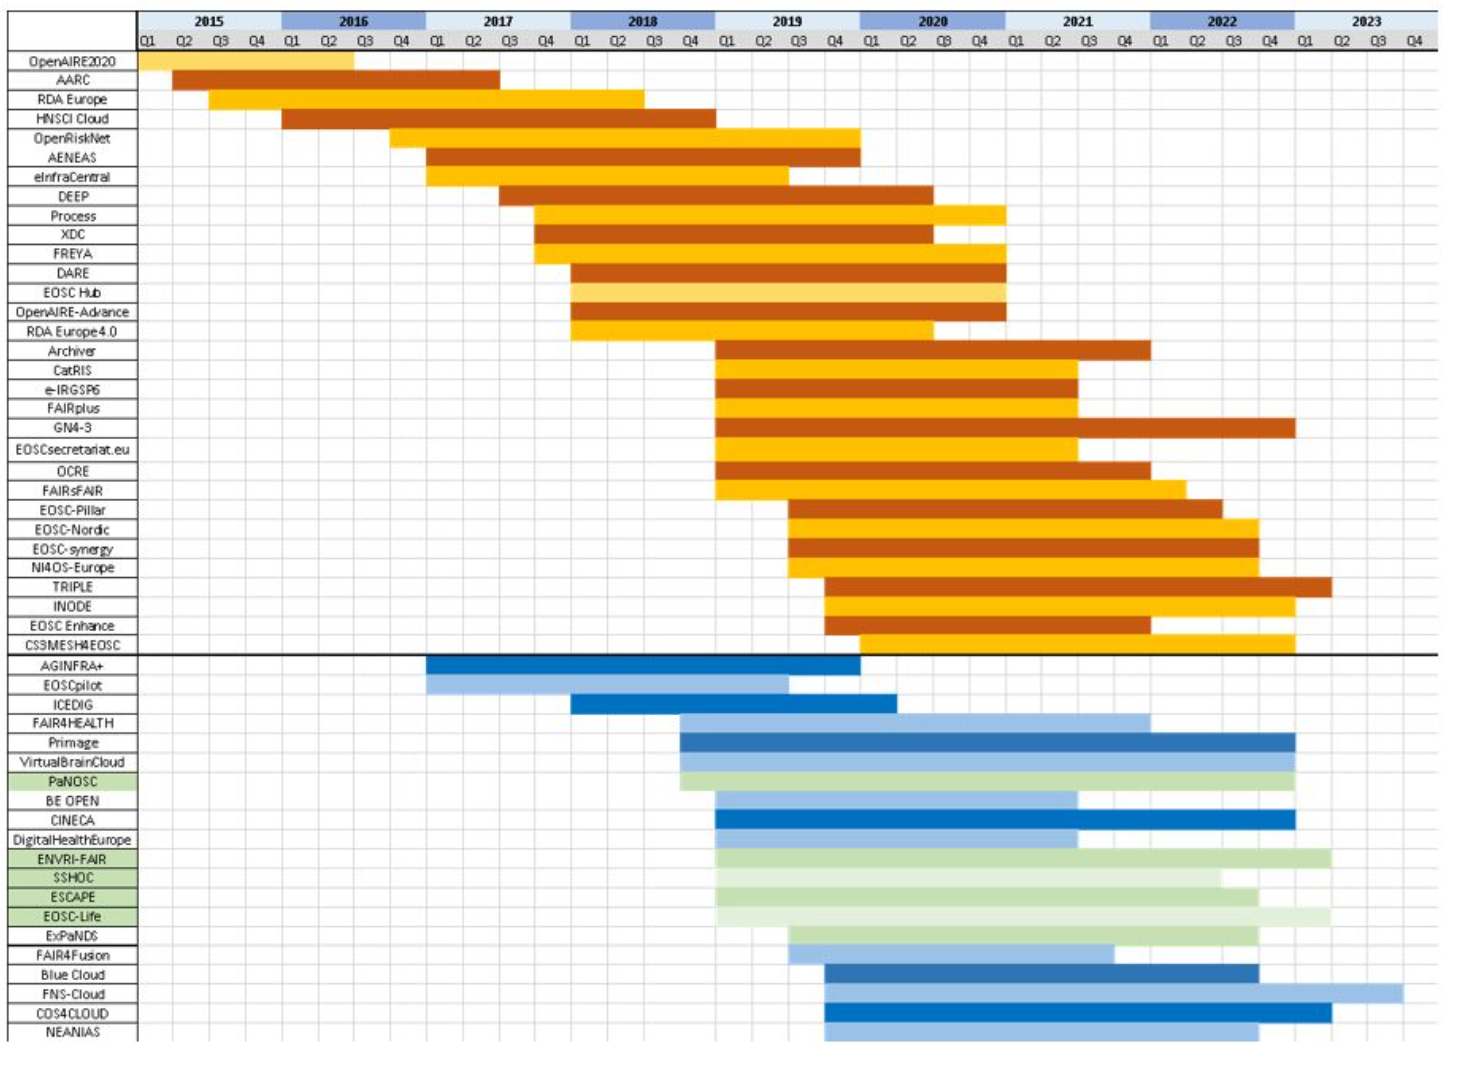 2015 2016 2017 2018 2019 2020 2021 2022 2023
Q1 Q2 Q3 Q4 Q1 Q2 Q3 Q4 Q1 Q2 Q3 Q4 Q1 Q2 Q3 Q4 Q1 Q2 Q3 Q4 Q1 Q2 Q3 Q4 Q1 Q2 Q3 Q4 Q1 Q2 Q3 Q4 Q1 Q2 Q3 Q4
OpenAIRE2020
AARC
RDA Europe
HNSCI Cloud
OpenRiskNet
AENEAS
eInfraCentral
DEEP
Process
XDC
FREYA
DARE
EOSC Hub
OpenAIRE-Advance
RDA Europe4.0
Archiver
CatRIS
e-IRGSP6
FAIRplus
GN4-3
EOSCsecretariat.eu
OCRE
FAIRsFAIR
EOSC-Pillar
EOSC-Nordic
EOSC-synergy
NI4OS-Europe
TRIPLE
INODE
EOSC Enhance
CS3MESH4EOSC
AGINFRA+
EOSCpilot
ICEDIG
FAIR4HEALTH
Primage
VirtualBrainCloud
PaNOSC
BE OPEN
CINECA
DigitalHealthEurope
ENVRI-FAIR
SSHOC
ESCAPE
EOSC-Life
ExPaNDS
FAIR4Fusion
Blue Cloud
FNS-Cloud
COS4CLOUD
NEANIAS